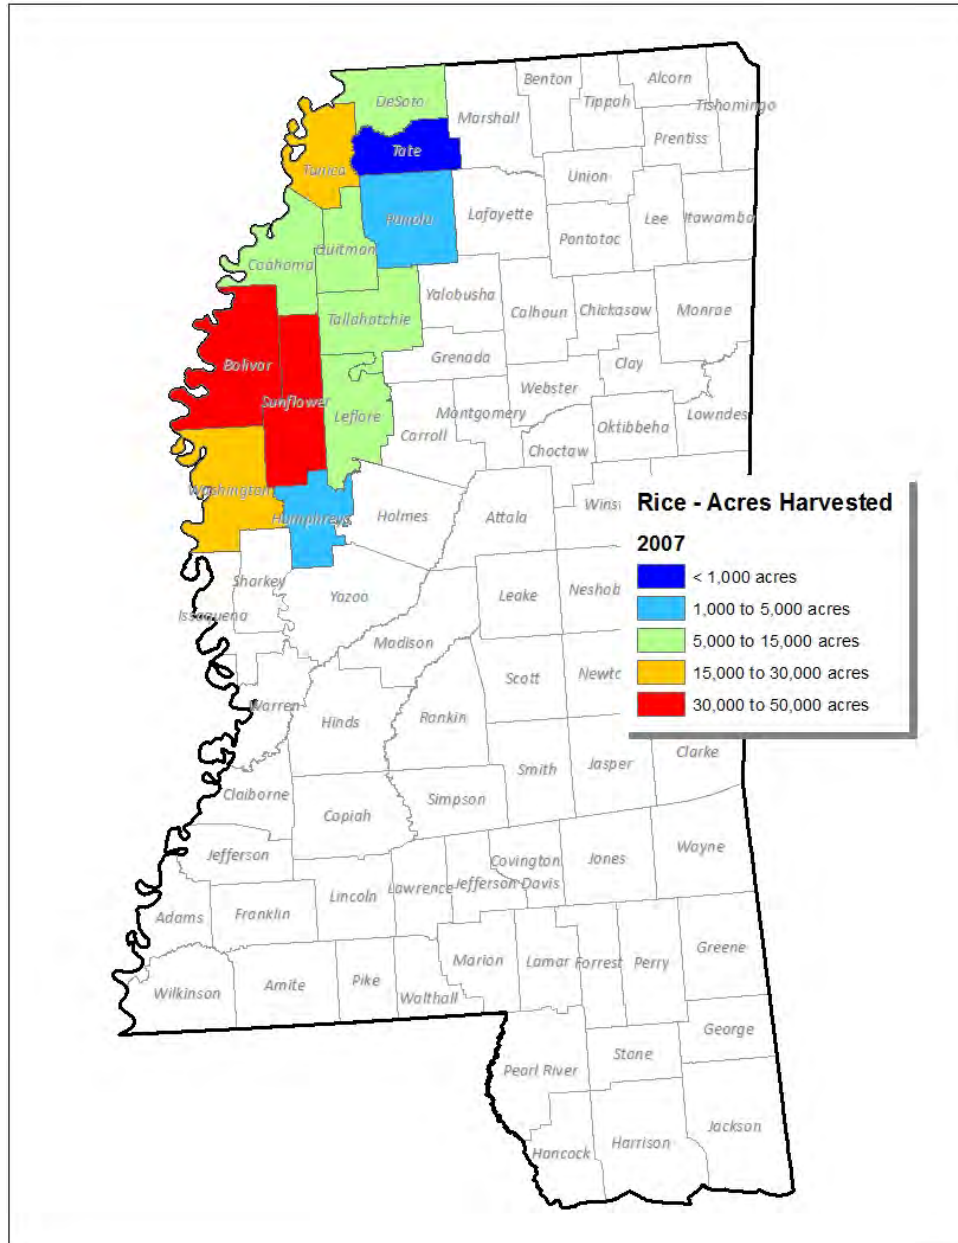 Benton
Alcorn
DeSoto
Tippah
Tishomingo
Marshall
Prentiss
Tate
Tunica
Union
Panola
Lafayette
Lee
Itawamba
Pontotoc
Quitman
Coahoma
Yalobusha
Calhoun
Chickasaw
Monroe
Tallahatchie
Grenada
Clay
Bolivar
Webster
Sunflower
Montgomery
Lowndes
Leflore
Oktibbeha
Carroll
Choctaw
Washington
Humphreys
Holmes
Attala
Wins
Rice - Acres Harvested
2007
< 1,000 acres
1,000 to 5,000 acres
5,000 to 15,000 acres
15,000 to 30,000 acres
30,000 to 50,000 acres
Sharkey
Issaquena
Yazoo
Leake
Neshob
Madison
Scott
Newto
Warren
Hinds
Rankin
Smith
Jasper
Clarke
Claiborne
Copiah
Simpson
Jefferson
Covington
Jones
Wayne
Lincoln
Lawrence
Jefferson Davis
Adams
Franklin
Greene
Marion
Lamar
Forrest
Perry
Wilkinson
Amite
Pike
Walthall
George
Stone
Pearl River
Jackson
Hancock
Harrison